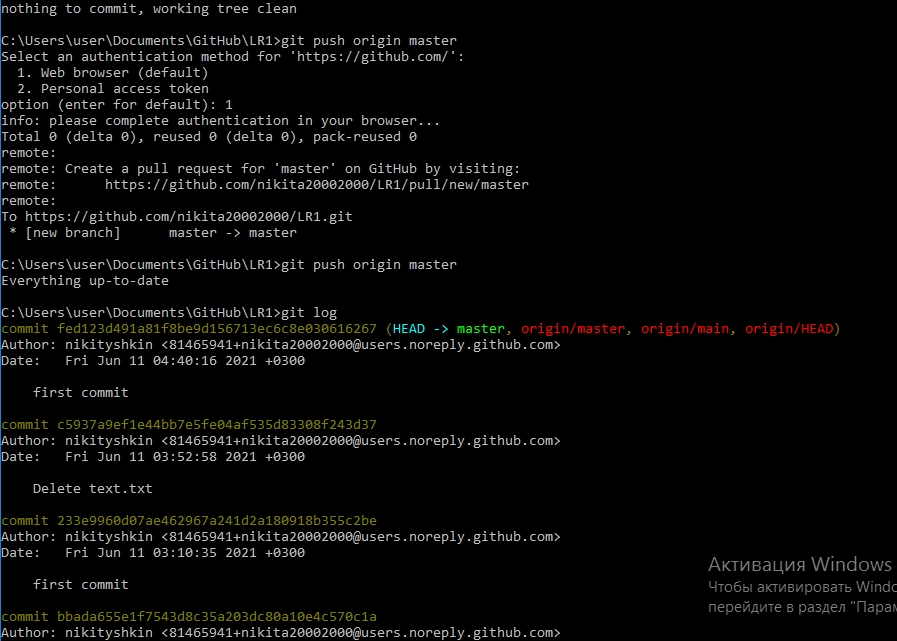 nothing to commit, working tree clean
C:\Users\user\Documents\GitHub\LR1>git push origin master
Select an authentication method for 'https://github.com/':
  1. Web browser (default)
  2. Personal access token
option (enter for default): 1
info: please complete authentication in your browser...
Total 0 (delta 0), reused 0 (delta 0), pack-reused 0
remote:
remote: Create a pull request for 'master' on GitHub by visiting:
remote:      https://github.com/nikita20002000/LR1/pull/new/master
remote:
To https://github.com/nikita20002000/LR1.git
 * [new branch]      master -> master
C:\Users\user\Documents\GitHub\LR1>git push origin master
Everything up-to-date
C:\Users\user\Documents\GitHub\LR1>git log
commit fed123d491a81f8be9d156713ec6c8e030616267 (HEAD -> master, origin/master, origin/main, origin/HEAD)
Author: nikityshkin <81465941+nikita20002000@users.noreply.github.com>
Date:   Fri Jun 11 04:40:16 2021 +0300
    first commit
commit c5937a9ef1e44bb7e5fe04af535d83308f243d37
Author: nikityshkin <81465941+nikita20002000@users.noreply.github.com>
Date:   Fri Jun 11 03:52:58 2021 +0300
    Delete text.txt
commit 233e9960d07ae462967a241d2a180918b355c2be
Author: nikityshkin <81465941+nikita20002000@users.noreply.github.com>
Date:   Fri Jun 11 03:10:35 2021 +0300
    first commit
commit bbada655e1f7543d8c35a203dc80a10e4c570c1a
Author: nikityshkin <81465941+nikita20002000@users.noreply.github.com>
Активация Windows
Чтобы активировать Windo
перейдите в раздел "Парам